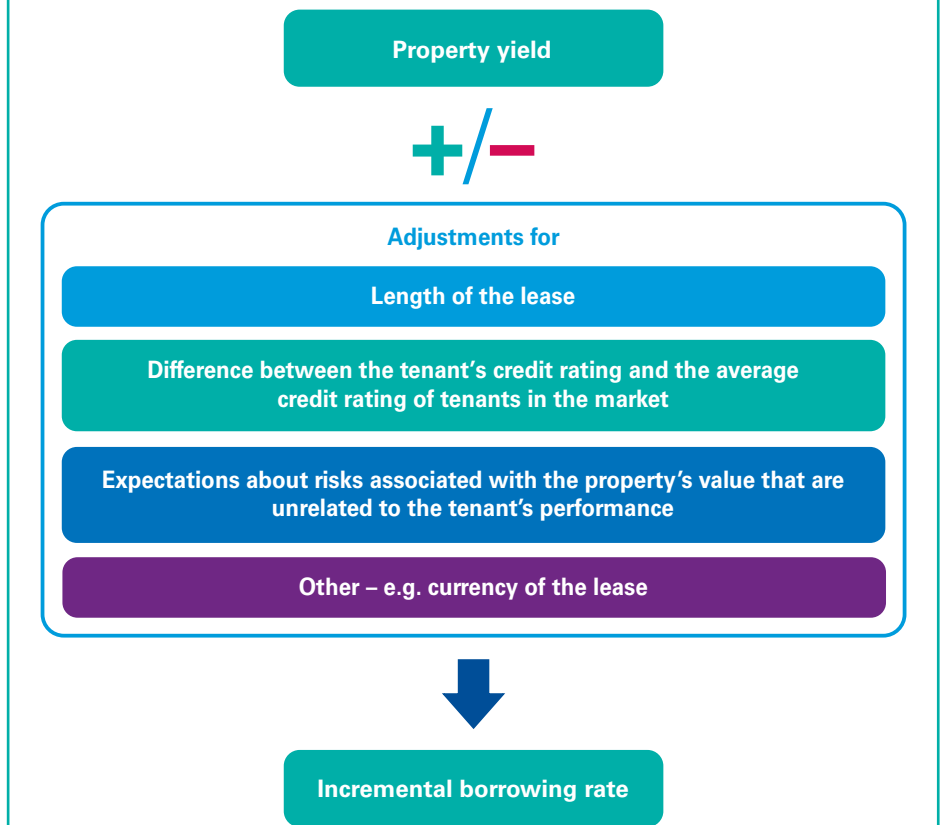 Property yield
+/−
Adjustments for
Length of the lease
Difference between the tenant’s credit rating and the average
credit rating of tenants in the market
Expectations about risks associated with the property’s value that are
unrelated to the tenant’s performance
Other – e.g. currency of the lease
Incremental borrowing rate